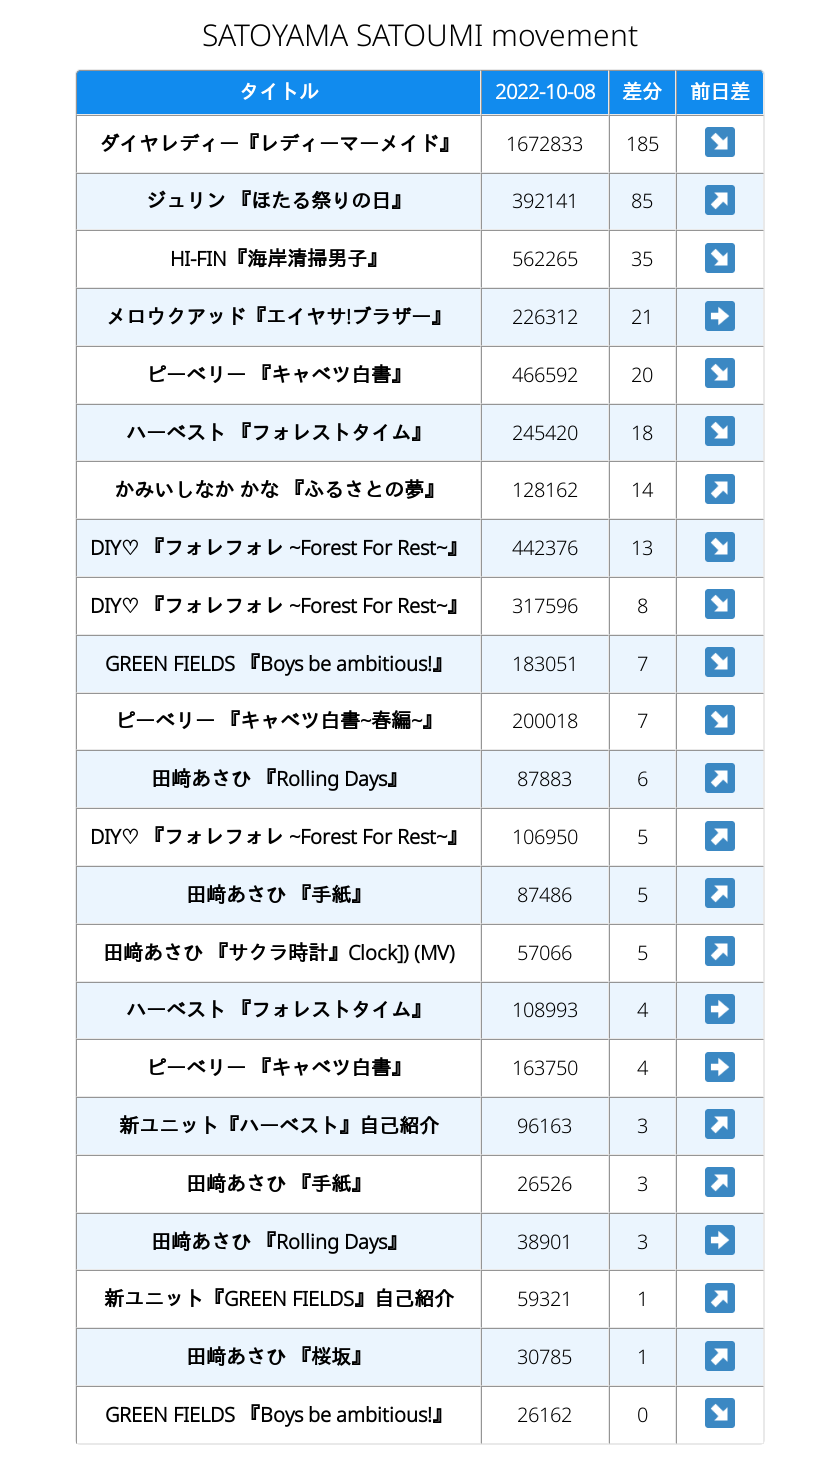 SATOYAMA SATOUMI movement
タイトル 2022-10-08 差分 前日差
ダイヤレディー『レディーマーメイド』 1672833 185 ↘
ジュリン 『ほたる祭りの日』 392141 85 ↗
HI-FIN『海岸清掃男子』 562265 35 ↘
メロウクアッド『エイヤサ!ブラザー』 226312 21 ➡
ピーベリー 『キャベツ白書』 466592 20 ↘
ハーベスト 『フォレストタイム』 245420 18 ↘
かみいしなか かな 『ふるさとの夢』 128162 14 ↗
DIY♡ 『フォレフォレ ~Forest For Rest~』 442376 13 ↘
DIY♡ 『フォレフォレ ~Forest For Rest~』 317596 8 ↘
GREEN FIELDS 『Boys be ambitious!』 183051 7 ↘
ピーベリー 『キャベツ白書~春編~』 200018 7 ↘
田﨑あさひ 『Rolling Days』 87883 6 ↗
DIY♡ 『フォレフォレ ~Forest For Rest~』 106950 5 ↗
田﨑あさひ 『手紙』 87486 5 ↗
田﨑あさひ 『サクラ時計』Clock]) (MV) 57066 5 ↗
ハーベスト 『フォレストタイム』 108993 4 ➡
ピーベリー 『キャベツ白書』 163750 4 ➡
新ユニット『ハーベスト』自己紹介 96163 3 ↗
田﨑あさひ 『手紙』 26526 3 ↗
田﨑あさひ 『Rolling Days』 38901 3 ➡
新ユニット『GREEN FIELDS』自己紹介 59321 1 ↗
田﨑あさひ 『桜坂』 30785 1 ↗
GREEN FIELDS 『Boys be ambitious!』 26162 0 ↘